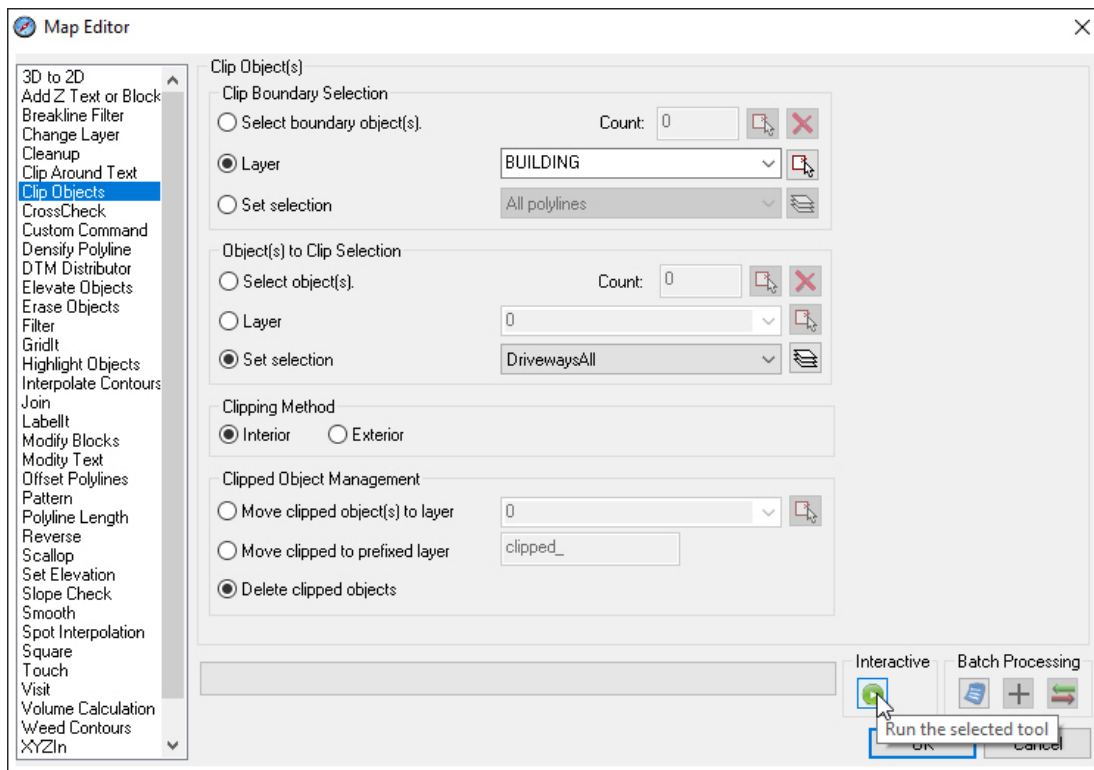 Map Editor
3D to 2D
Add Z Text or Block
Breakline Filter
Change Layer
Cleanup
Clip Around Text
Clip Objects
CrossCheck
Custom Command
Densify Polyline
DTM Distributor
Elevate Objects
Erase Objects
Filter
GridIt
Highlight Objects
Interpolate Contours
Join
LabelIt
Modify Blocks
Modity Text
Offset Polylines
Pattern
Polyline Length
Reverse
Scallop
Set Elevation
Slope Check
Smooth
Spot Interpolation
Square
Touch
Visit
Volume Calculation
Weed Contours
XYZIn
Clip Object(s)
Clip Boundary Selection
Select boundary object(s). Count: 0
Layer BUILDING
Set selection All polylines
Object(s) to Clip Selection
Select object(s). Count: 0
Layer 0
Set selection DrivewaysAll
Clipping Method
Interior Exterior
Clipped Object Management
Move clipped object(s) to layer 0
Move clipped to prefixed layer clipped_
Delete clipped objects
Interactive Batch Processing
Run the selected tool
OK Cancel